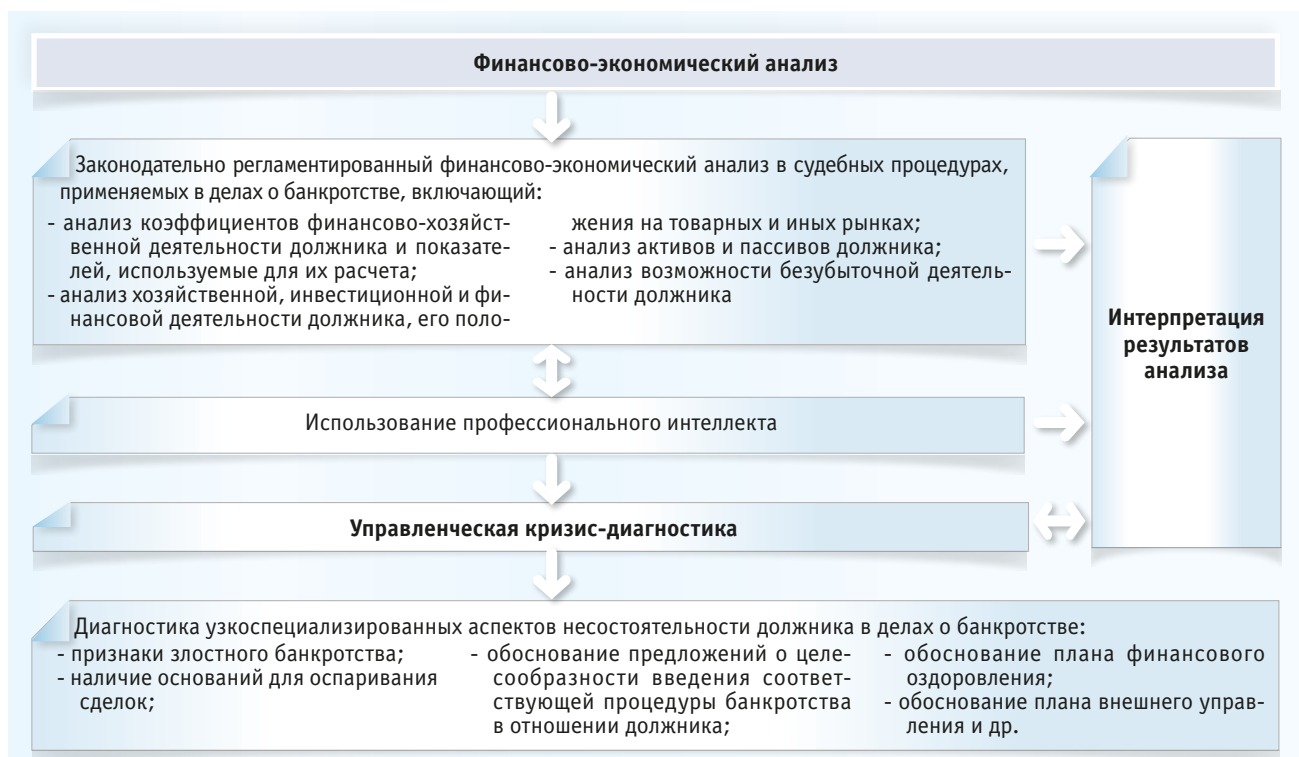 Финансово-экономический анализ
Законодательно регламентированный финансово-экономический анализ в судебных процедурах,
применяемых в делах о банкротстве, включающий:
- анализ коэффициентов финансово-хозяйст-
венной деятельности должника и показате-
лей, используемые для их расчета;
- анализ хозяйственной, инвестиционной и фи-
нансовой деятельности должника, его поло-
жения на товарных и иных рынках;
- анализ активов и пассивов должника;
- анализ возможности безубыточной деятель-
ности должника
Интерпретация
результатов
анализа
Использование профессионального интеллекта
Управленческая кризис-диагностика
Диагностика узкоспециализированных аспектов несостоятельности должника в делах о банкротстве:
- признаки злостного банкротства;
- наличие оснований для оспаривания
сделок;
- обоснование предложений о целе-
сообразности введения соответ-
ствующей процедуры банкротства
в отношении должника;
- обоснование плана финансового
оздоровления;
- обоснование плана внешнего управ-
ления и др.